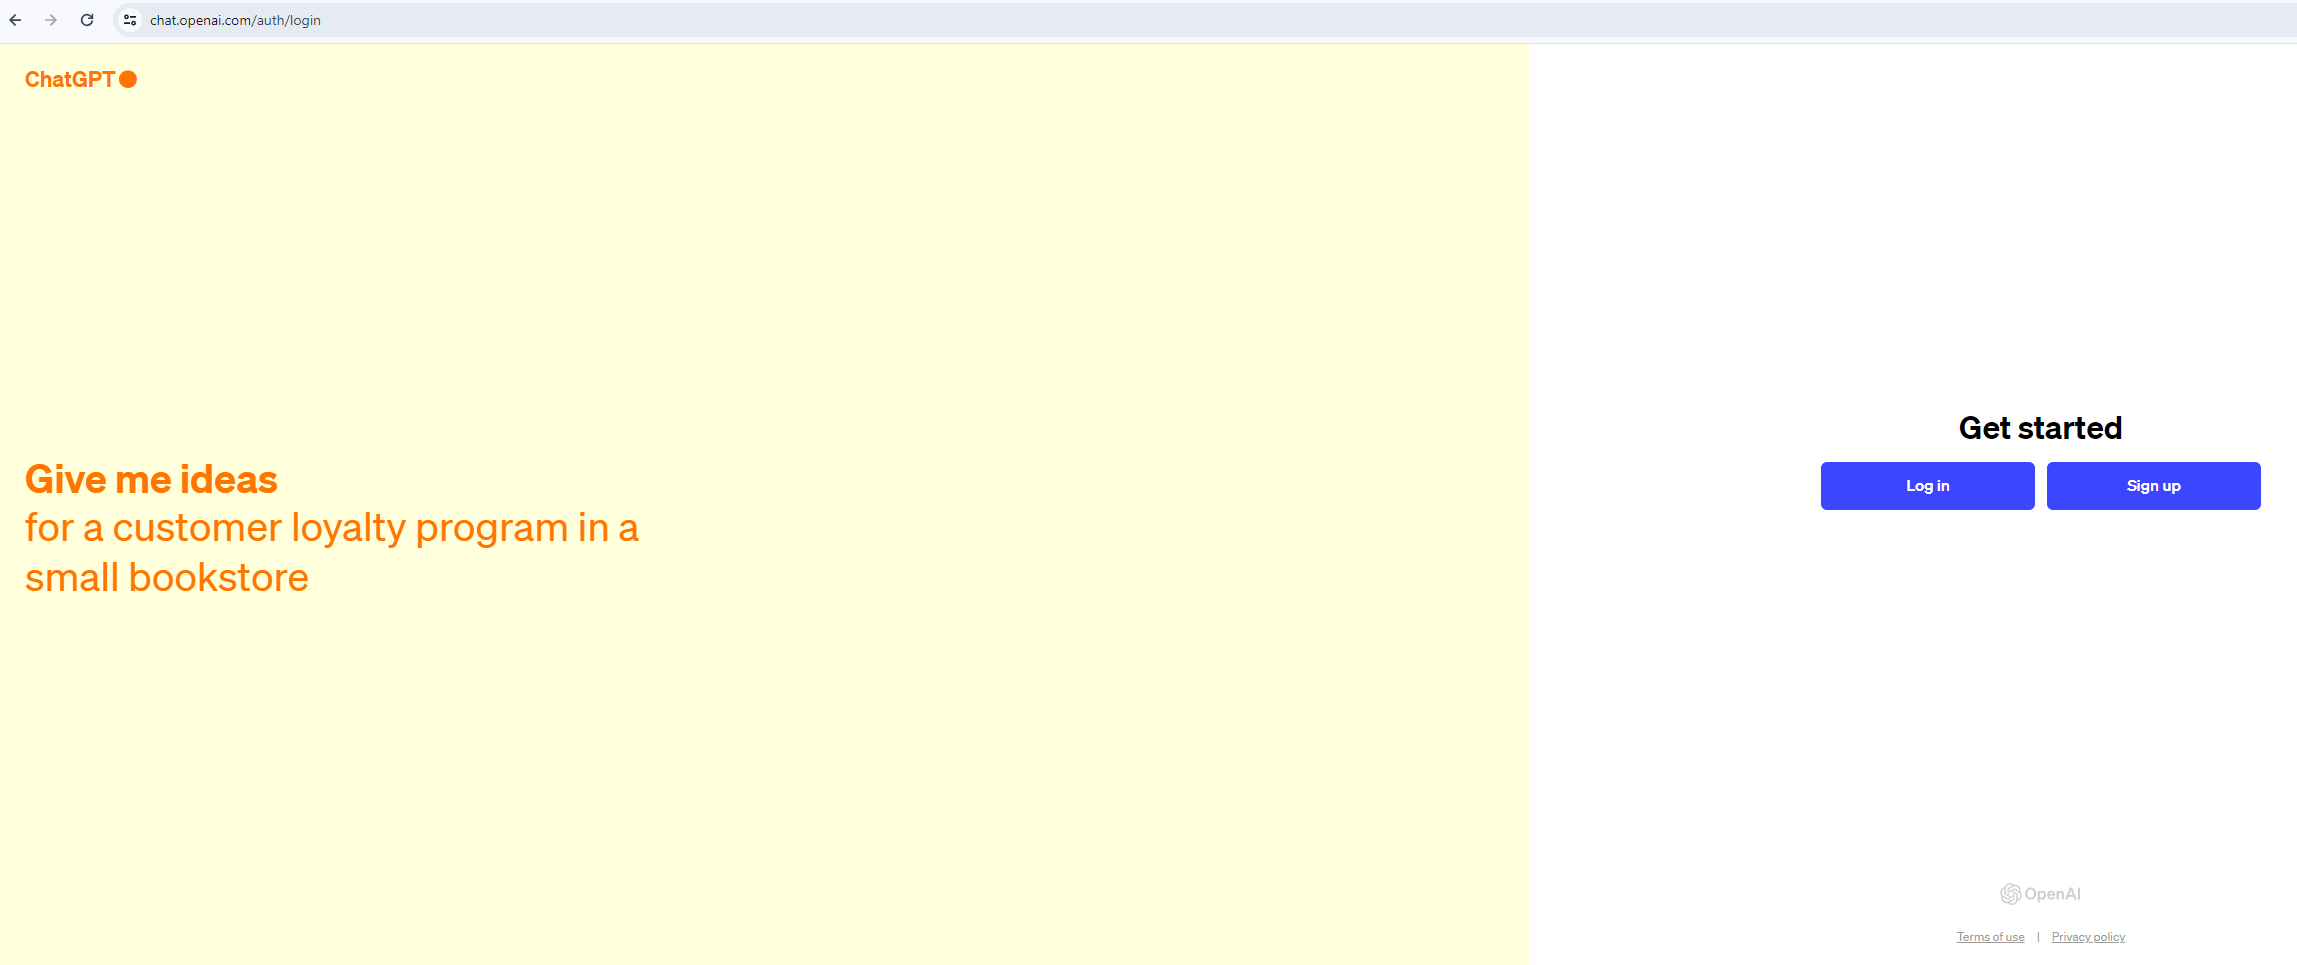 chat.openai.com/auth/login
ChatGPT
Give me ideas
for a customer loyalty program in a
small bookstore
Get started
Log in
Sign up
OpenAI
Terms of use | Privacy policy